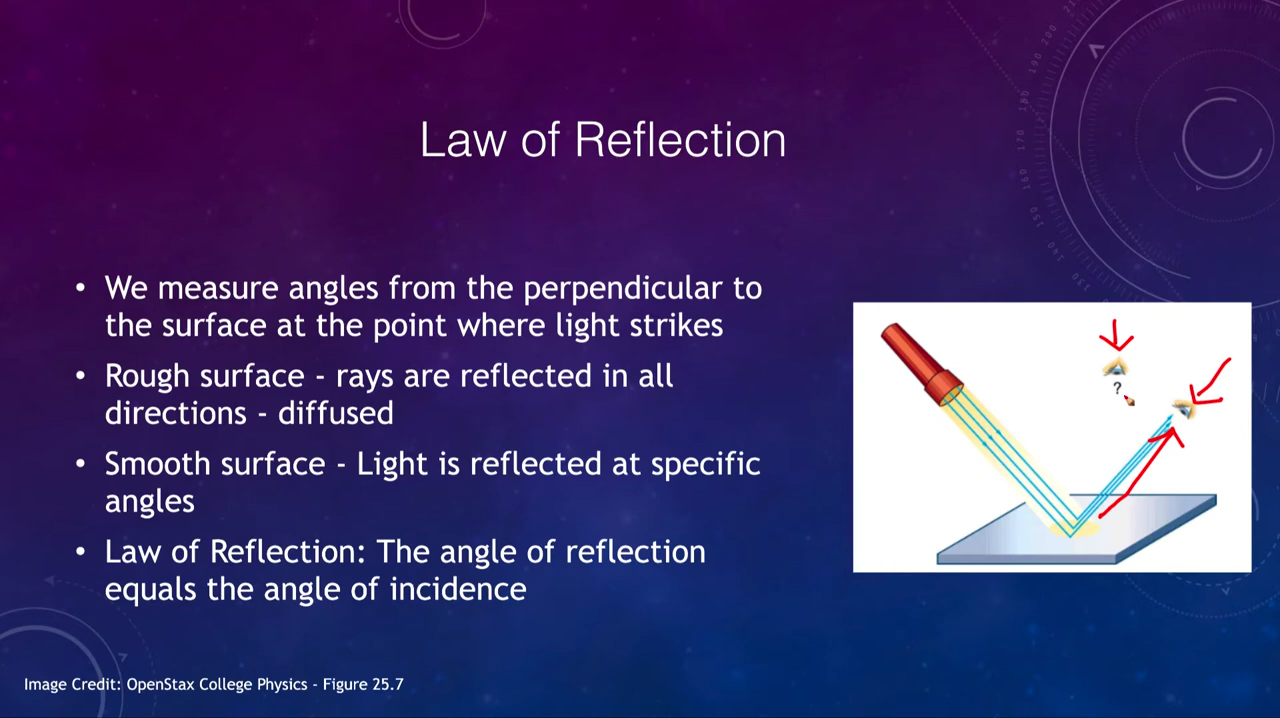 Law of Reflection
• We measure angles from the perpendicular to
the surface at the point where light strikes
• Rough surface - rays are reflected in all
directions - diffused
• Smooth surface - Light is reflected at specific
angles
• Law of Reflection: The angle of reflection
equals the angle of incidence
?
Image Credit: OpenStax College Physics - Figure 25.7